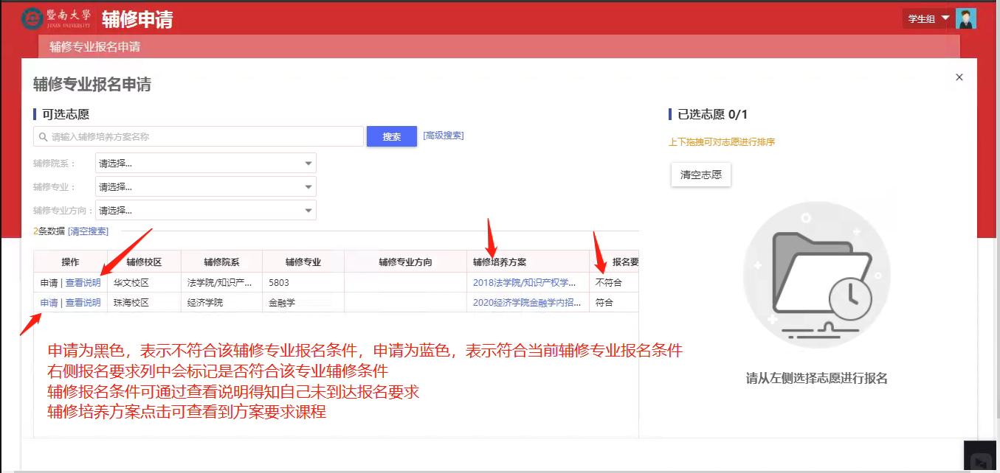 暨南大學
JINAN UNIVERSITY
辅修申请
学生组
辅修专业报名申请
辅修专业报名申请
可选志愿
请输入辅修培养方案名称
搜索
[高级搜索]
辅修院系：
请选择...
辅修专业：
请选择...
辅修专业方向：
请选择...
2条数据 [清空搜索]
操作 辅修校区 辅修院系 辅修专业 辅修专业方向 辅修培养方案 报名要
申请 | 查看说明 华文校区 法学院/知识产... 5803 2018法学院/知识产权学... 不符合
申请 | 查看说明 珠海校区 经济学院 金融学 2020经济学院金融学内招... 符合
申请为黑色，表示不符合该辅修专业报名条件，申请为蓝色，表示符合当前辅修专业报名条件
右侧报名要求列中会标记是否符合该专业辅修条件
辅修报名条件可通过查看说明得知自己未到达报名要求
辅修培养方案点击可查看到方案要求课程
已选志愿 0/1
上下拖拽可对志愿进行排序
清空志愿
请从左侧选择志愿进行报名